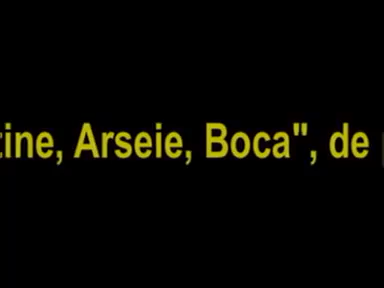 tine, Arseie, Boca", de